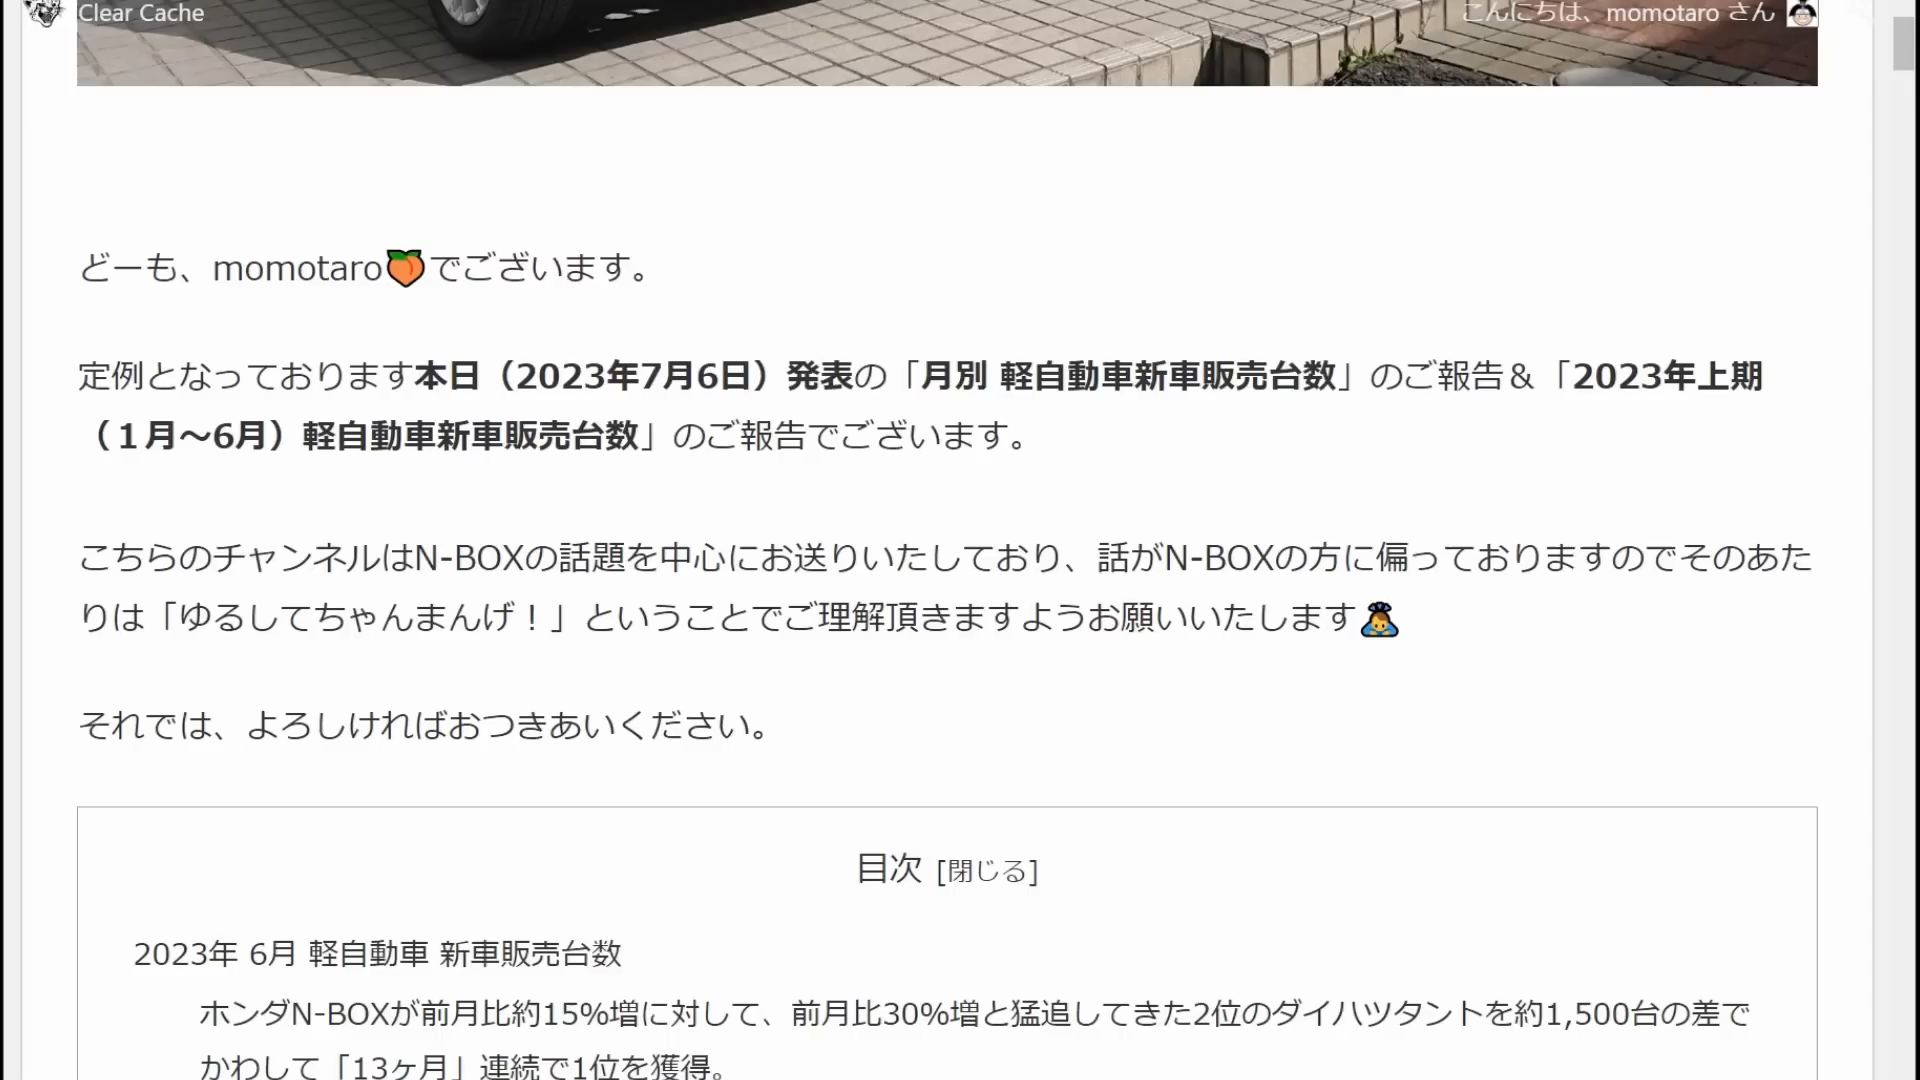 Clear Cache
こんにちは、momotaro さん
どーも、momotaro🍑でございます。
定例となっております本日（2023年7月6日）発表の「月別 軽自動車新車販売台数」のご報告＆「2023年上期
（１月〜6月）軽自動車新車販売台数」のご報告でございます。
こちらのチャンネルはN-BOXの話題を中心にお送りいたしており、話がN-BOXの方に偏っておりますのでそのあた
りは「ゆるしてちゃんまんげ！」ということでご理解頂きますようお願いいたします🙇
それでは、よろしければおつきあいください。
目次 [閉じる]
2023年 6月 軽自動車 新車販売台数
ホンダN-BOXが前月比約15%増に対して、前月比30%増と猛追してきた2位のダイハツタントを約1,500台の差で
かわして「13ヶ月」連続で1位を獲得。